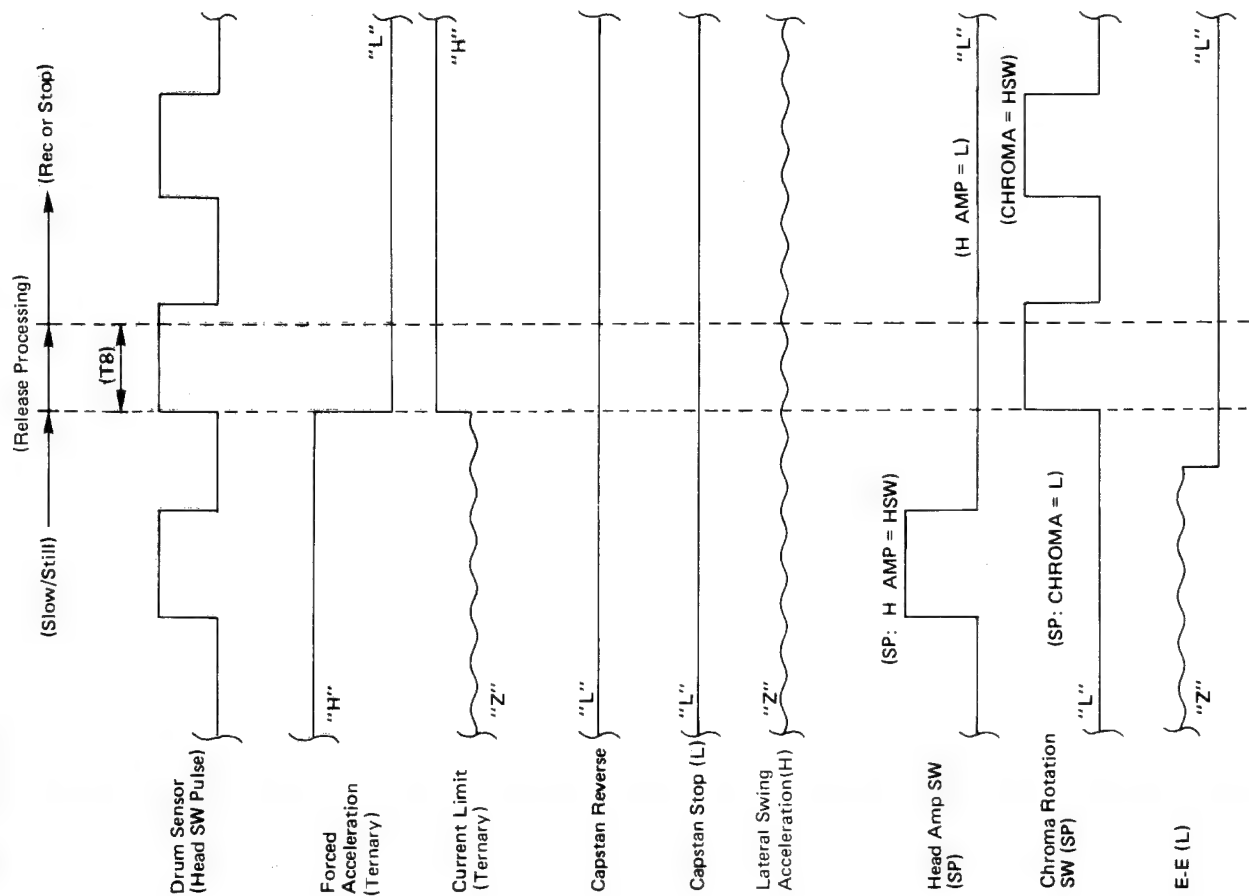 (Release Processing)
(Slow/Still)
(Rec or Stop)
(T8)
Drum Sensor
(Head SW Pulse)
Forced
Acceleration
(Ternary)
"H"
"L"
Current Limit
(Ternary)
"Z"
"H"
Capstan Reverse
"L"
Capstan Stop (L)
"L"
Lateral Swing
Acceleration(H)
"Z"
Head Amp SW
(SP)
(SP: H AMP = HSW)
(H AMP = L)
"L"
Chroma Rotation
SW (SP)
"L"
(SP: CHROMA = L)
(CHROMA = HSW)
E-E (L)
"Z"
"L"